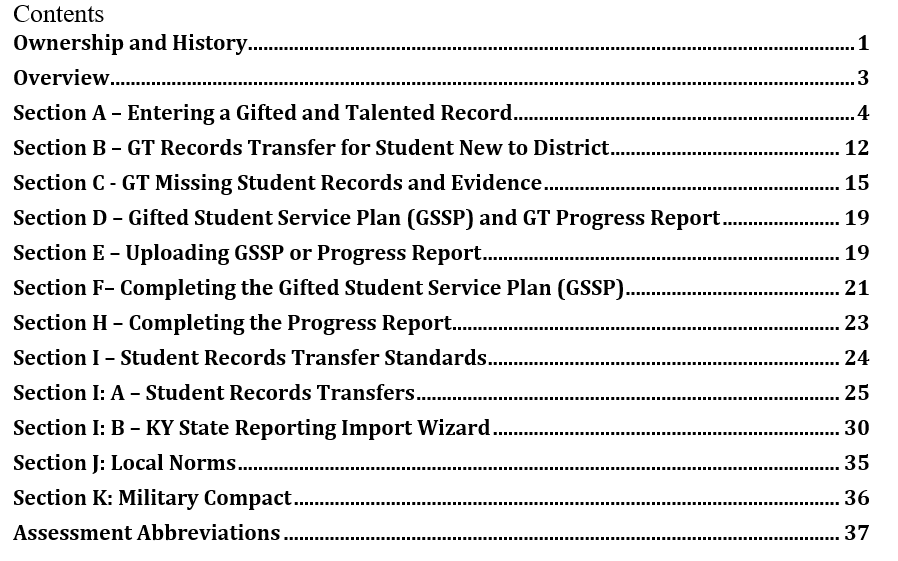 Contents
Ownership and History 1
Overview 3
Section A – Entering a Gifted and Talented Record 4
Section B – GT Records Transfer for Student New to District 12
Section C - GT Missing Student Records and Evidence 15
Section D – Gifted Student Service Plan (GSSP) and GT Progress Report 19
Section E – Uploading GSSP or Progress Report 19
Section F– Completing the Gifted Student Service Plan (GSSP) 21
Section H – Completing the Progress Report 23
Section I – Student Records Transfer Standards 24
Section I: A – Student Records Transfers 25
Section I: B – KY State Reporting Import Wizard 30
Section J: Local Norms 35
Section K: Military Compact 36
Assessment Abbreviations 37